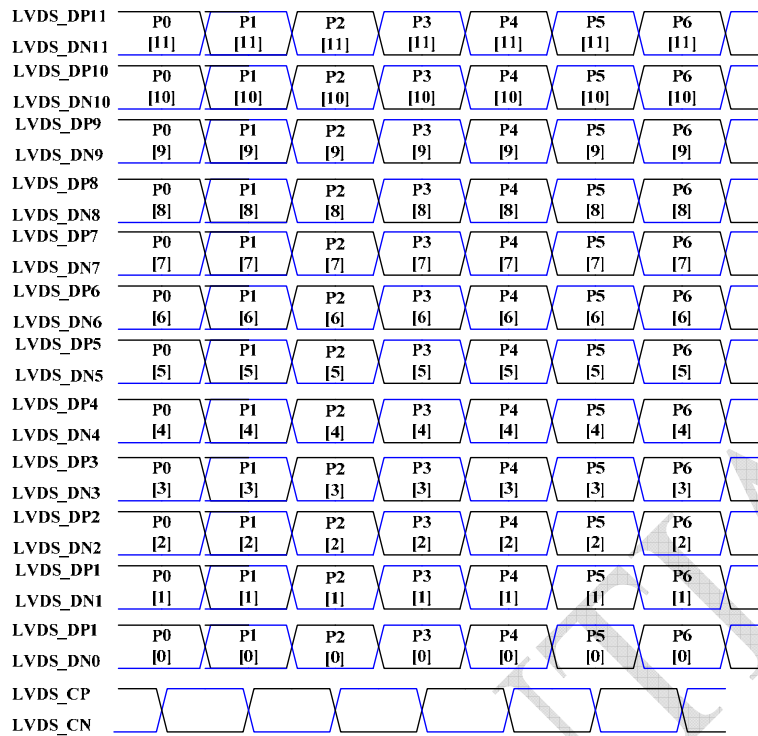 LVDS_DP11 P0 P1 P2 P3 P4 P5 P6
LVDS_DN11 [11] [11] [11] [11] [11] [11] [11]
LVDS_DP10 P0 P1 P2 P3 P4 P5 P6
LVDS_DN10 [10] [10] [10] [10] [10] [10] [10]
LVDS_DP9 P0 P1 P2 P3 P4 P5 P6
LVDS_DN9 [9] [9] [9] [9] [9] [9] [9]
LVDS_DP8 P0 P1 P2 P3 P4 P5 P6
LVDS_DN8 [8] [8] [8] [8] [8] [8] [8]
LVDS_DP7 P0 P1 P2 P3 P4 P5 P6
LVDS_DN7 [7] [7] [7] [7] [7] [7] [7]
LVDS_DP6 P0 P1 P2 P3 P4 P5 P6
LVDS_DN6 [6] [6] [6] [6] [6] [6] [6]
LVDS_DP5 P0 P1 P2 P3 P4 P5 P6
LVDS_DN5 [5] [5] [5] [5] [5] [5] [5]
LVDS_DP4 P0 P1 P2 P3 P4 P5 P6
LVDS_DN4 [4] [4] [4] [4] [4] [4] [4]
LVDS_DP3 P0 P1 P2 P3 P4 P5 P6
LVDS_DN3 [3] [3] [3] [3] [3] [3] [3]
LVDS_DP2 P0 P1 P2 P3 P4 P5 P6
LVDS_DN2 [2] [2] [2] [2] [2] [2] [2]
LVDS_DP1 P0 P1 P2 P3 P4 P5 P6
LVDS_DN1 [1] [1] [1] [1] [1] [1] [1]
LVDS_DP1 P0 P1 P2 P3 P4 P5 P6
LVDS_DN0 [0] [0] [0] [0] [0] [0] [0]
LVDS_CP
LVDS_CN